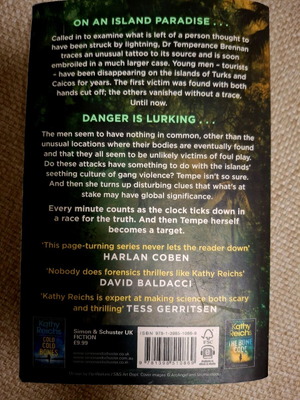 ON AN ISLAND PARADISE . . .
Called in to examine what is left of a person thought to
have been struck by lightning, Dr Temperance Brennan
traces an unusual tattoo to its source and is soon
embroiled in a much larger case. Young men – tourists
– have been disappearing on the islands of Turks and
Caicos for years. The first victim was found with both
hands cut off; the others vanished without a trace.
Until now.
DANGER IS LURKING . . .
The men seem to have nothing in common, other than the
unusual locations where their bodies are eventually found
and that they all seem to be unlikely victims of foul play.
Do these attacks have something to do with the islands'
seething culture of gang violence? Tempe isn't so sure.
And then she turns up disturbing clues that what's at
stake may have global significance.
Every minute counts as the clock ticks down in
a race for the truth. And then Tempe herself
becomes a target.
'This page-turning series never lets the reader down'
HARLAN COBEN
'Nobody does forensics thrillers like Kathy Reichs'
DAVID BALDACCI
'Kathy Reichs is expert at making science both scary
and thrilling' TESS GERRITSEN
Kathy
Reichs
COLD
COLD
BONES
Simon & Schuster UK
FICTION
£9.99
Kathy
Reichs